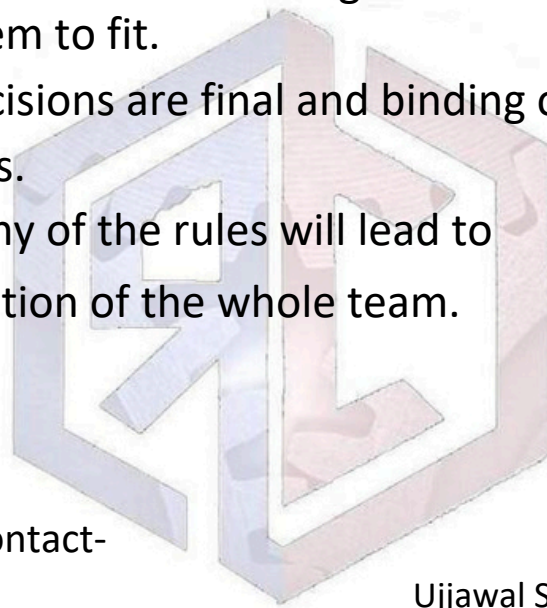 em to fit.
cisions are final and binding o
s.
ny of the rules will lead to
tion of the whole team.
ontact-
Ujjawal S